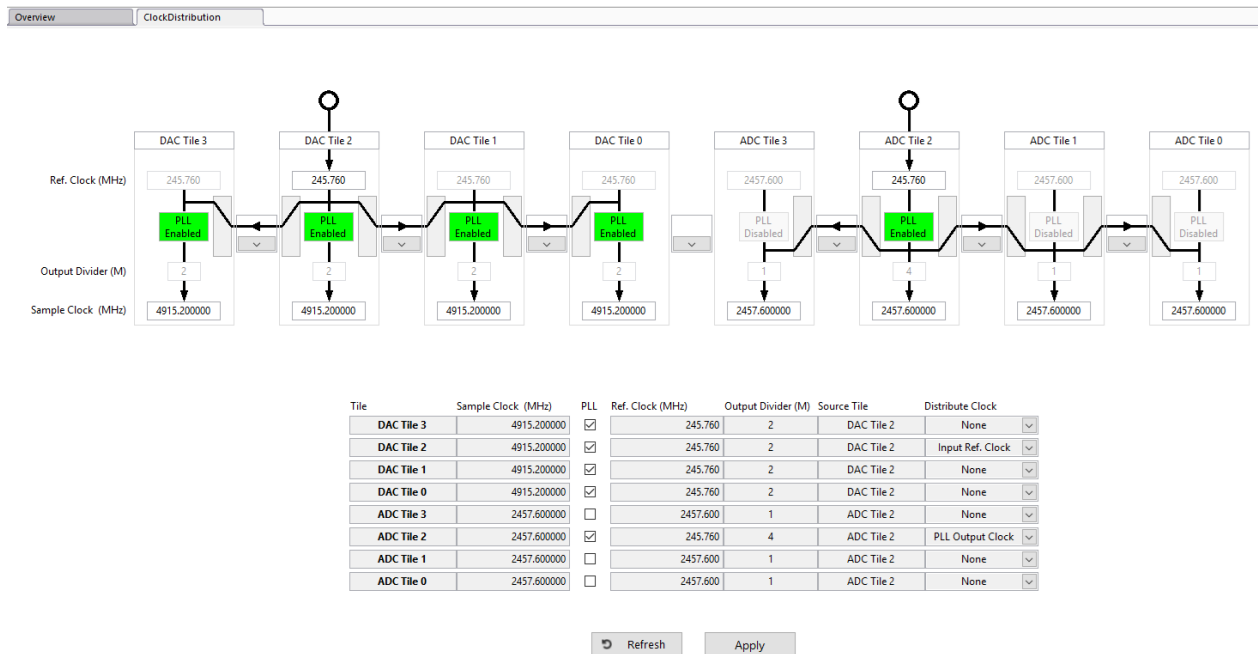 Overview ClockDistribution
DAC Tile 3 DAC Tile 2 DAC Tile 1 DAC Tile 0 ADC Tile 3 ADC Tile 2 ADC Tile 1 ADC Tile 0
Ref. Clock (MHz) 245.760 245.760 245.760 245.760 2457.600 245.760 2457.600 2457.600
PLL PLL PLL PLL PLL PLL PLL PLL
Enabled Enabled Enabled Enabled Disabled Enabled Disabled Disabled
Output Divider (M) 2 2 2 2 1 4 1 1
Sample Clock (MHz) 4915.200000 4915.200000 4915.200000 4915.200000 2457.600000 2457.600000 2457.600000 2457.600000
Tile Sample Clock (MHz) PLL Ref. Clock (MHz) Output Divider (M) Source Tile Distribute Clock
DAC Tile 3 4915.200000 245.760 2 DAC Tile 2 None
DAC Tile 2 4915.200000 245.760 2 DAC Tile 2 Input Ref. Clock
DAC Tile 1 4915.200000 245.760 2 DAC Tile 2 None
DAC Tile 0 4915.200000 245.760 2 DAC Tile 2 None
ADC Tile 3 2457.600000 2457.600 1 ADC Tile 2 None
ADC Tile 2 2457.600000 245.760 4 ADC Tile 2 PLL Output Clock
ADC Tile 1 2457.600000 2457.600 1 ADC Tile 2 None
ADC Tile 0 2457.600000 2457.600 1 ADC Tile 2 None
Refresh Apply